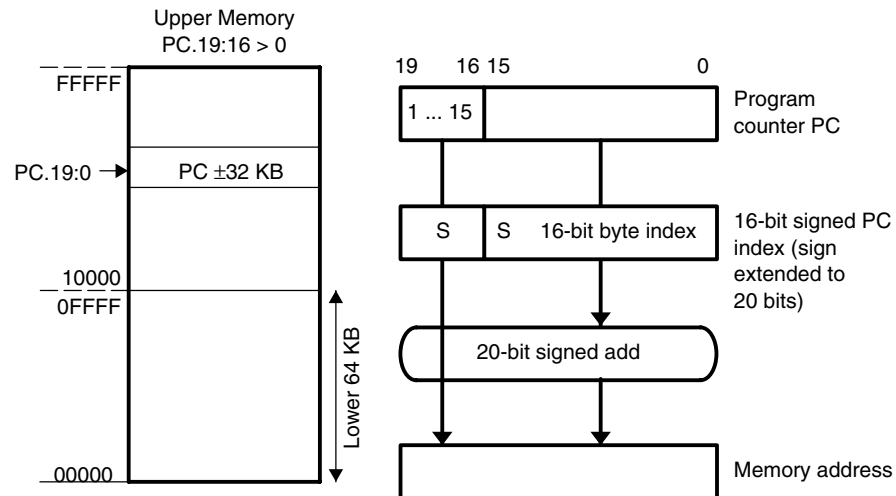 Upper Memory
PC.19:16 > 0
FFFFF
PC.19:0
PC ±32 KB
10000
0FFFF
Lower 64 KB
00000
19 16 15 0
1 ... 15
Program
counter PC
S S 16-bit byte index
16-bit signed PC
index (sign
extended to
20 bits)
20-bit signed add
Memory address